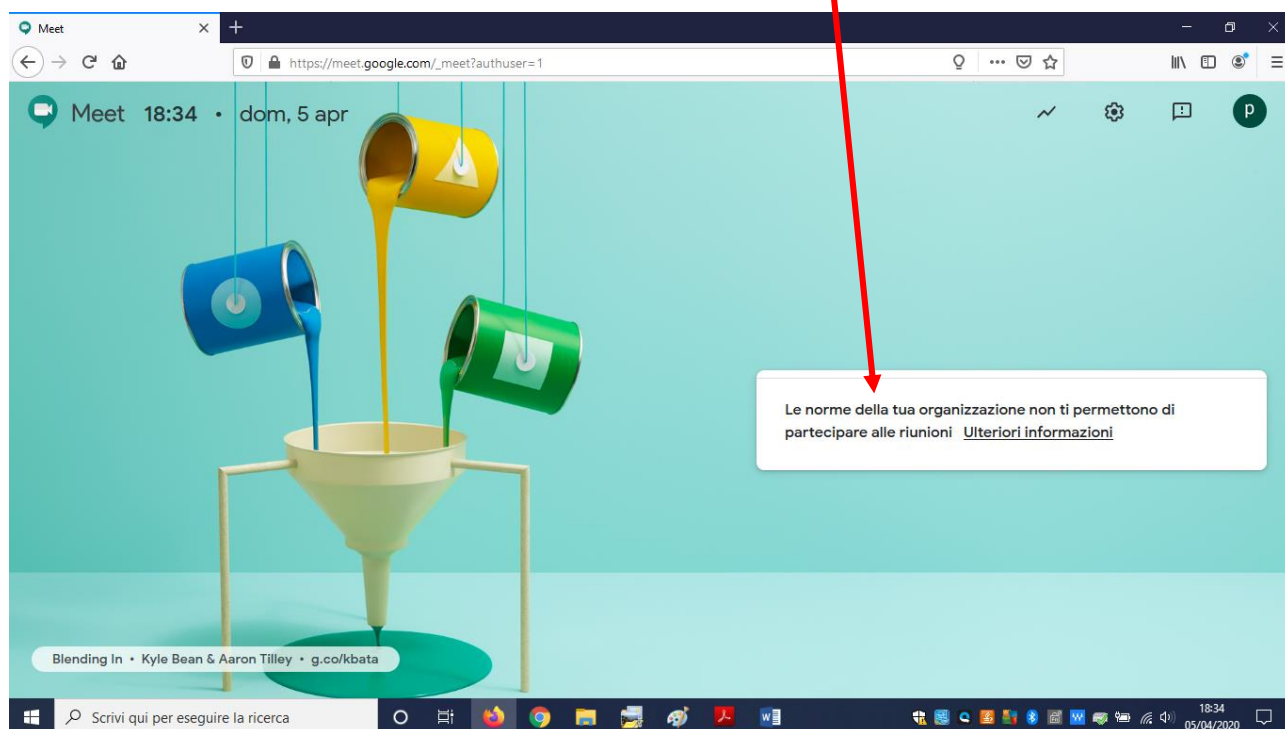 Meet
https://meet.google.com/_meet?authuser=1
Meet 18:34 • dom, 5 apr
p
Le norme della tua organizzazione non ti permettono di
partecipare alle riunioni Ulteriori informazioni
Blending In • Kyle Bean & Aaron Tilley • g.co/kbata
Scrivi qui per eseguire la ricerca
18:34
05/04/2020